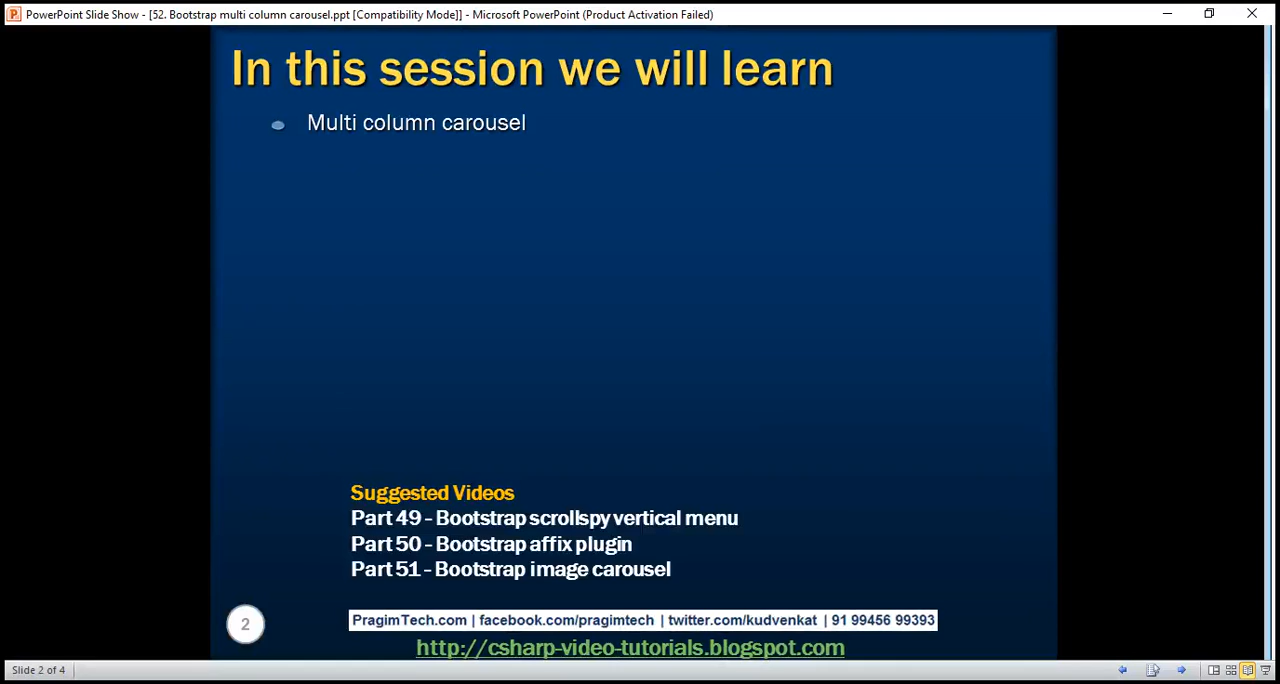 PowerPoint Slide Show - [52. Bootstrap multi column carousel.ppt [Compatibility Mode]] - Microsoft PowerPoint (Product Activation Failed)
In this session we will learn
Multi column carousel
Suggested Videos
Part 49 - Bootstrap scrollspy vertical menu
Part 50 - Bootstrap affix plugin
Part 51 - Bootstrap image carousel
2
PragimTech.com | facebook.com/pragimtech | twitter.com/kudvenkat | 91 99456 99393
http://csharp-video-tutorials.blogspot.com
Slide 2 of 4